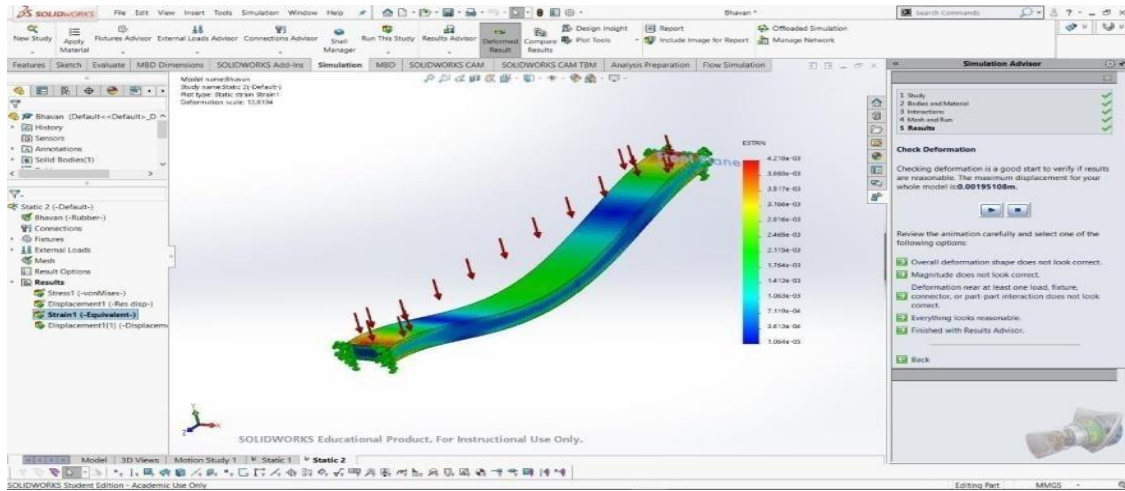 SOLIDWORKS File Edit View Insert Tools Simulation Window Help Bhavan * Search Commands
New Study Apply Material Fixtures Advisor External Loads Advisor Connections Advisor Shell Manager Run This Study Results Advisor Deformed Result Compare Results Design Insight Plot Tools Report Include Image for Report Offloaded Simulation Manage Network
Features Sketch Evaluate MBD Dimensions SOLIDWORKS Add-Ins Simulation MBD SOLIDWORKS CAM SOLIDWORKS CAM TBM Analysis Preparation Flow Simulation
Bhavan (Default<<Default>_D
History
Sensors
Annotations
Solid Bodies(1)
Static 2 (-Default-)
Bhavan (-Rubber-)
Connections
Fixtures
External Loads
Mesh
Result Options
Results
Stress1 (-vonMises-)
Displacement1 (-Res disp-)
Strain1 (-Equivalent-)
Displacement1(1) (-Displacem
Model name:Bhavan
Study name:Static 2(-Default-)
Plot type: Static strain Strain1
Deformation scale:
ESTRN
4.218e-03
3.517e-03
3.166e-03
2.816e-03
2.465e-03
2.115e-03
1.764e-03
1.413e-03
1.063e-03
7.119e-04
3.613e-04
SOLIDWORKS Educational Product. For Instructional Use Only.
Simulation Advisor
1 Study
2 Bodies and Material
3 Interactions
4 Mesh and Run
5 Results
Check Deformation
Checking deformation is a good start to verify if results
are reasonable. The maximum displacement for your
whole model is:0.00195108m.
Review the animation carefully and select one of the
following options:
Overall deformation shape does not look correct.
Magnitude does not look correct.
Deformation near at least one load, fixture,
connector, or part-part interaction does not look
correct.
Everything looks reasonable.
Finished with Results Advisor.
Back
Model 3D Views Motion Study 1 Static 1 Static 2
SOLIDWORKS Student Edition - Academic Use Only Editing Part MMGS